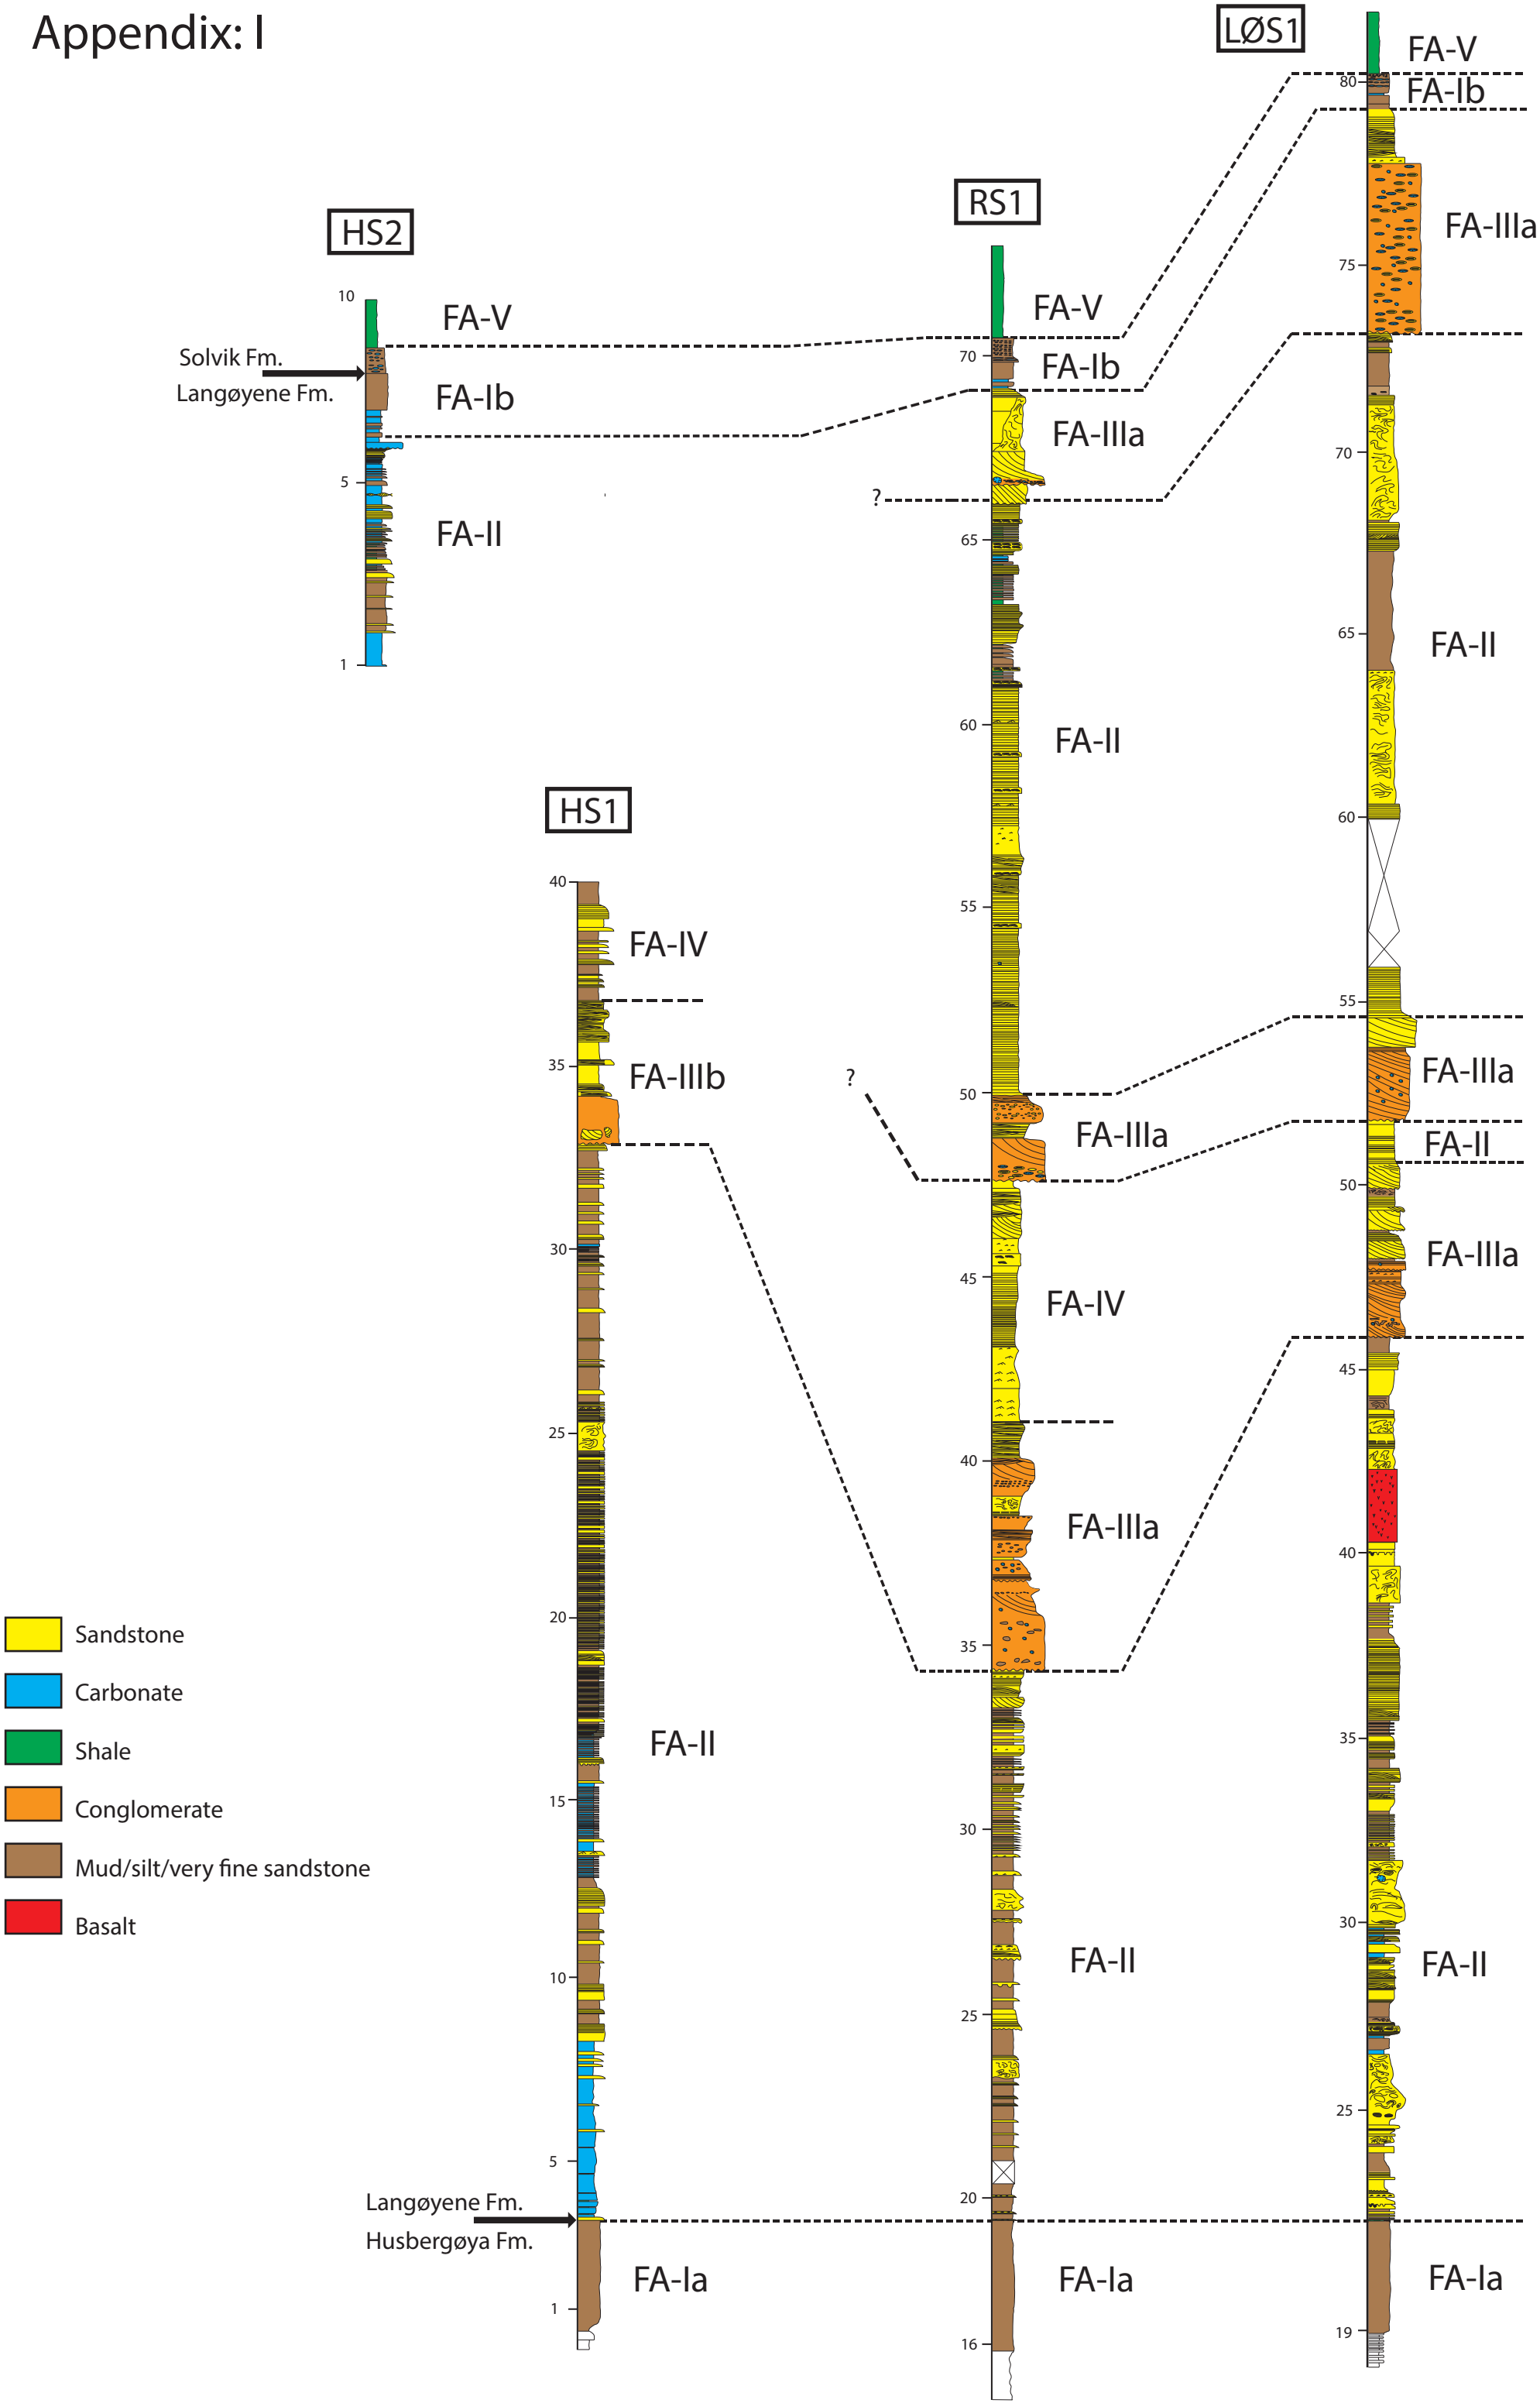 Appendix: I
LØS1
FA-V
80
FA-Ib
FA-IIIa
75
70
FA-II
65
60
55
FA-IIIa
FA-II
50
FA-IIIa
45
40
35
30
FA-II
25
FA-Ia
19
RS1
FA-V
70
FA-Ib
FA-IIIa
?
65
FA-II
60
55
50
?
FA-IIIa
45
FA-IV
40
FA-IIIa
35
30
FA-II
25
20
FA-Ia
16
HS2
10
FA-V
Solvik Fm.
Langøyene Fm.
FA-Ib
5
FA-II
1
HS1
40
FA-IV
35
FA-IIIb
30
25
20
FA-II
15
10
5
Langøyene Fm.
Husbergøya Fm.
FA-Ia
1
Sandstone
Carbonate
Shale
Conglomerate
Mud/silt/very fine sandstone
Basalt